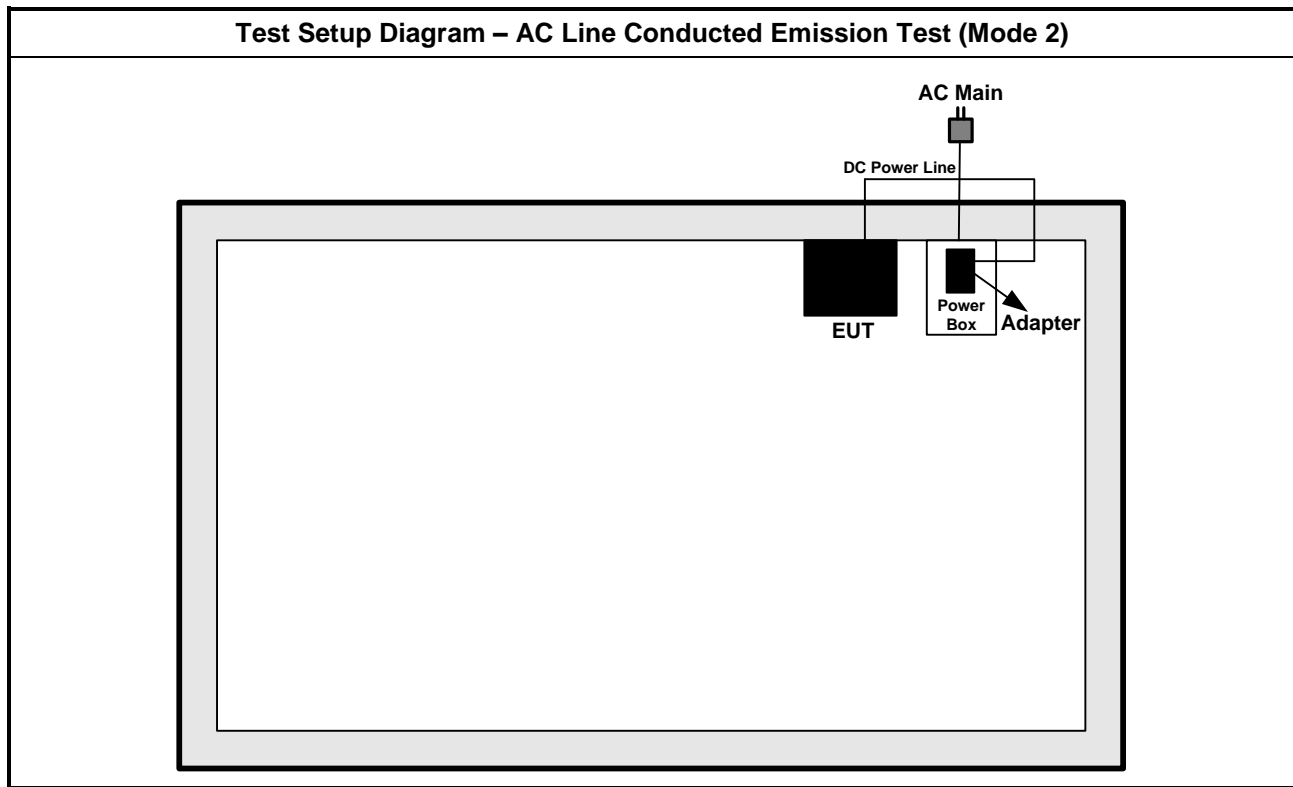 Test Setup Diagram – AC Line Conducted Emission Test (Mode 2)
AC Main
DC Power Line
EUT
Power
Box
Adapter